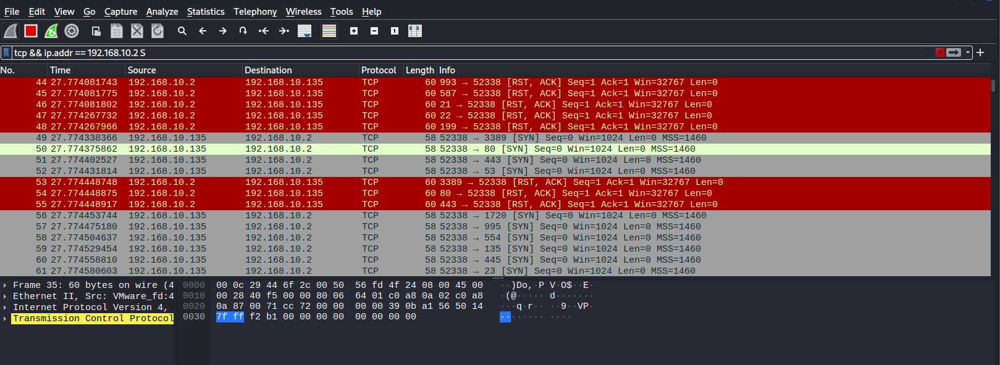 File Edit View Go Capture Analyze Statistics Telephony Wireless Tools Help
tcp && ip.addr == 192.168.10.2 S
No. Time Source Destination Protocol Length Info
44 27.774081743 192.168.10.2 192.168.10.135 TCP 60 993 → 52338 [RST, ACK] Seq=1 Ack=1 Win=32767 Len=0
45 27.774081775 192.168.10.2 192.168.10.135 TCP 60 587 → 52338 [RST, ACK] Seq=1 Ack=1 Win=32767 Len=0
46 27.774081802 192.168.10.2 192.168.10.135 TCP 60 21 → 52338 [RST, ACK] Seq=1 Ack=1 Win=32767 Len=0
47 27.774267732 192.168.10.2 192.168.10.135 TCP 60 22 → 52338 [RST, ACK] Seq=1 Ack=1 Win=32767 Len=0
48 27.774267966 192.168.10.2 192.168.10.135 TCP 60 199 → 52338 [RST, ACK] Seq=1 Ack=1 Win=32767 Len=0
49 27.774338366 192.168.10.135 192.168.10.2 TCP 58 52338 → 3389 [SYN] Seq=0 Win=1024 Len=0 MSS=1460
50 27.774375862 192.168.10.135 192.168.10.2 TCP 58 52338 → 80 [SYN] Seq=0 Win=1024 Len=0 MSS=1460
51 27.774402527 192.168.10.135 192.168.10.2 TCP 58 52338 → 443 [SYN] Seq=0 Win=1024 Len=0 MSS=1460
52 27.774431814 192.168.10.135 192.168.10.2 TCP 58 52338 → 53 [SYN] Seq=0 Win=1024 Len=0 MSS=1460
53 27.774448748 192.168.10.2 192.168.10.135 TCP 60 3389 → 52338 [RST, ACK] Seq=1 Ack=1 Win=32767 Len=0
54 27.774448875 192.168.10.2 192.168.10.135 TCP 60 80 → 52338 [RST, ACK] Seq=1 Ack=1 Win=32767 Len=0
55 27.774448917 192.168.10.2 192.168.10.135 TCP 60 443 → 52338 [RST, ACK] Seq=1 Ack=1 Win=32767 Len=0
56 27.774453744 192.168.10.135 192.168.10.2 TCP 58 52338 → 1720 [SYN] Seq=0 Win=1024 Len=0 MSS=1460
57 27.774475180 192.168.10.135 192.168.10.2 TCP 58 52338 → 995 [SYN] Seq=0 Win=1024 Len=0 MSS=1460
58 27.774504637 192.168.10.135 192.168.10.2 TCP 58 52338 → 554 [SYN] Seq=0 Win=1024 Len=0 MSS=1460
59 27.774529454 192.168.10.135 192.168.10.2 TCP 58 52338 → 135 [SYN] Seq=0 Win=1024 Len=0 MSS=1460
60 27.774558810 192.168.10.135 192.168.10.2 TCP 58 52338 → 445 [SYN] Seq=0 Win=1024 Len=0 MSS=1460
61 27.774580603 192.168.10.135 192.168.10.2 TCP 58 52338 → 23 [SYN] Seq=0 Win=1024 Len=0 MSS=1460
Frame 35: 60 bytes on wire (4
Ethernet II, Src: VMware_fd:4
Internet Protocol Version 4,
Transmission Control Protocol
0000 00 0c 29 44 6f 2c 00 50 56 fd 4f 24 08 00 45 00 ··)Do,·P V·O$··E·
0010 00 28 40 f5 00 00 80 06 64 01 c0 a8 0a 02 c0 a8 ·(@····· d·······
0020 0a 87 00 71 cc 72 00 00 00 00 39 0b a1 56 50 14 ···q·r·· ··9··VP·
0030 7f ff f2 b1 00 00 00 00 00 00 00 00 ········ ····